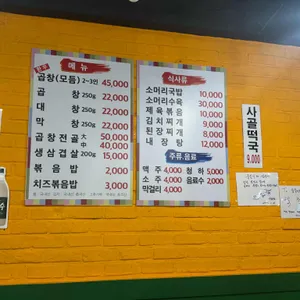 메뉴
곱창(모듬) 2~3인 45,000
곱창 250g 22,000
대창 250g 22,000
막창 250g 22,000
곱창전골 大 50,000
中 40,000
생삼겹살 200g 15,000
볶음밥 2,000
치즈볶음밥 3,000
식사류
소머리국밥 10,000
소머리수육 30,000
제육볶음 10,000
김치찌개 9,000
된장찌개 9,000
내장탕 12,000
주류.음료
맥주 4,000 청하 5,000
소주 4,000 음료수 2,000
막걸리 4,000
사골떡국
9.000